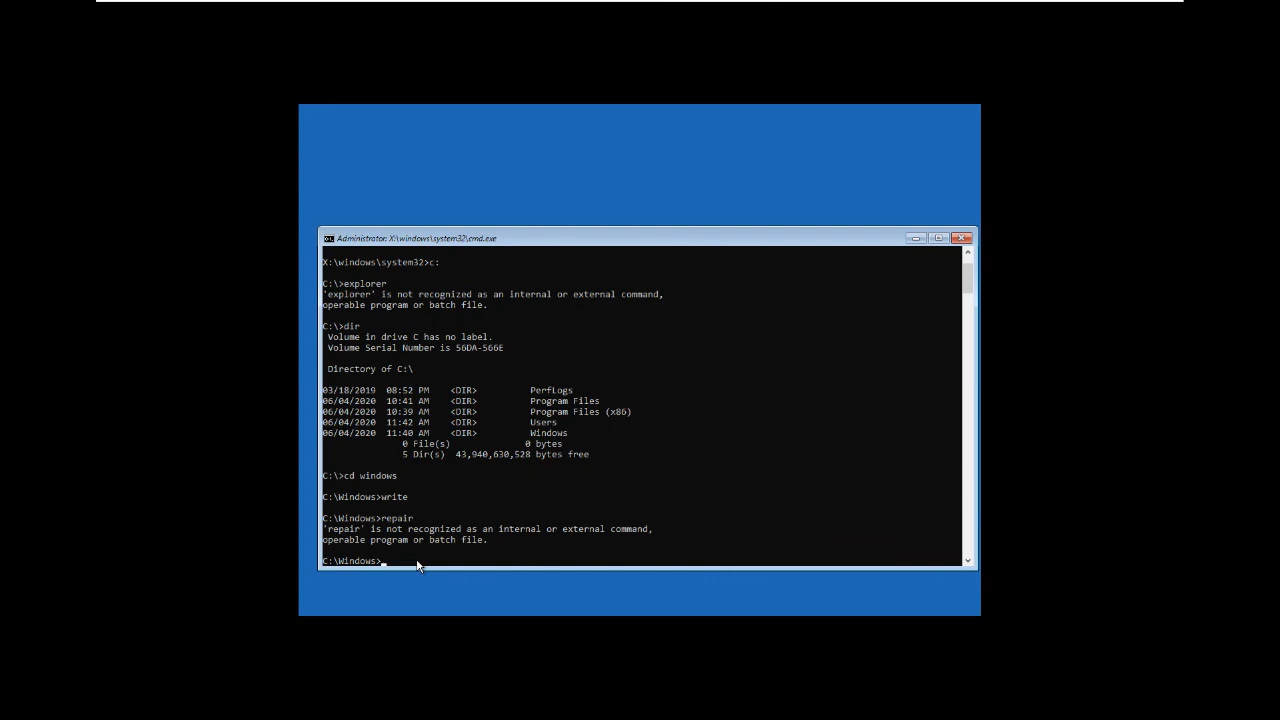 Administrator: X:\windows\system32\cmd.exe
X:\windows\system32>c:
C:\>explorer
'explorer' is not recognized as an internal or external command,
operable program or batch file.
C:\>dir
Volume in drive C has no label.
Volume Serial Number is 56DA-566E
Directory of C:\
03/18/2019 08:52 PM <DIR> PerfLogs
06/04/2020 10:41 AM <DIR> Program Files
06/04/2020 10:39 AM <DIR> Program Files (x86)
06/04/2020 11:42 AM <DIR> Users
06/04/2020 11:40 AM <DIR> Windows
0 File(s) 0 bytes
5 Dir(s) 43,940,630,528 bytes free
C:\>cd windows
C:\Windows>write
C:\Windows>repair
'repair' is not recognized as an internal or external command,
operable program or batch file.
C:\Windows>